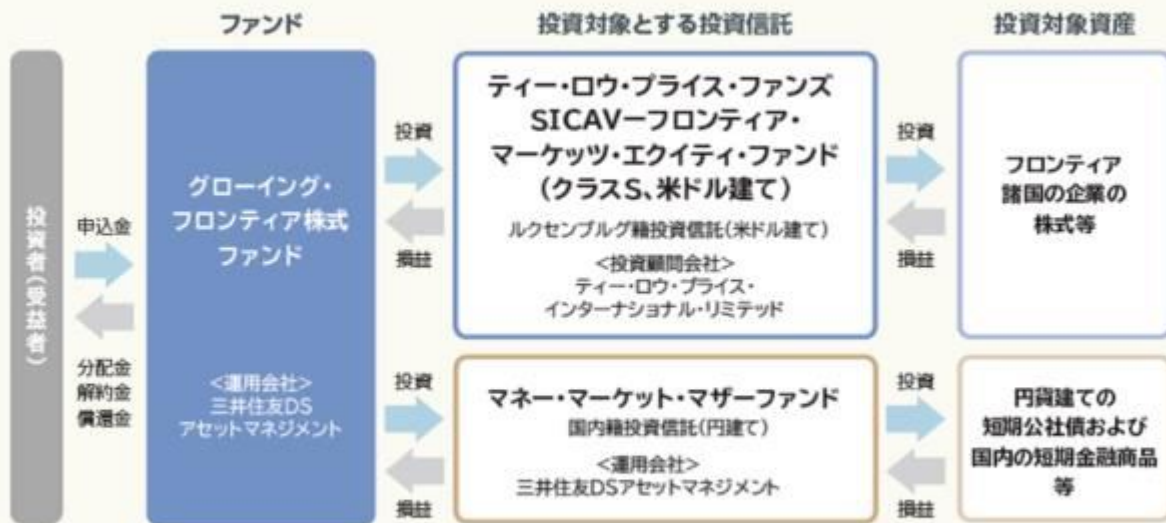 ファンド
投資対象とする投資信託
投資対象資産
投資者(受益者)
申込金
分配金
解約金
償還金
グローイング・
フロンティア株式
ファンド
<運用会社>
三井住友DS
アセットマネジメント
投資
損益
ティー・ロウ・プライス・ファンズ
SICAVーフロンティア・
マーケッツ・エクイティ・ファンド
(クラスS、米ドル建て)
ルクセンブルグ籍投資信託(米ドル建て)
<投資顧問会社>
ティー・ロウ・プライス・
インターナショナル・リミテッド
投資
損益
フロンティア
諸国の企業の
株式等
投資
損益
マネー・マーケット・マザーファンド
国内籍投資信託(円建て)
<運用会社>
三井住友DSアセットマネジメント
投資
損益
円貨建ての
短期公社債および
国内の短期金融商品
等